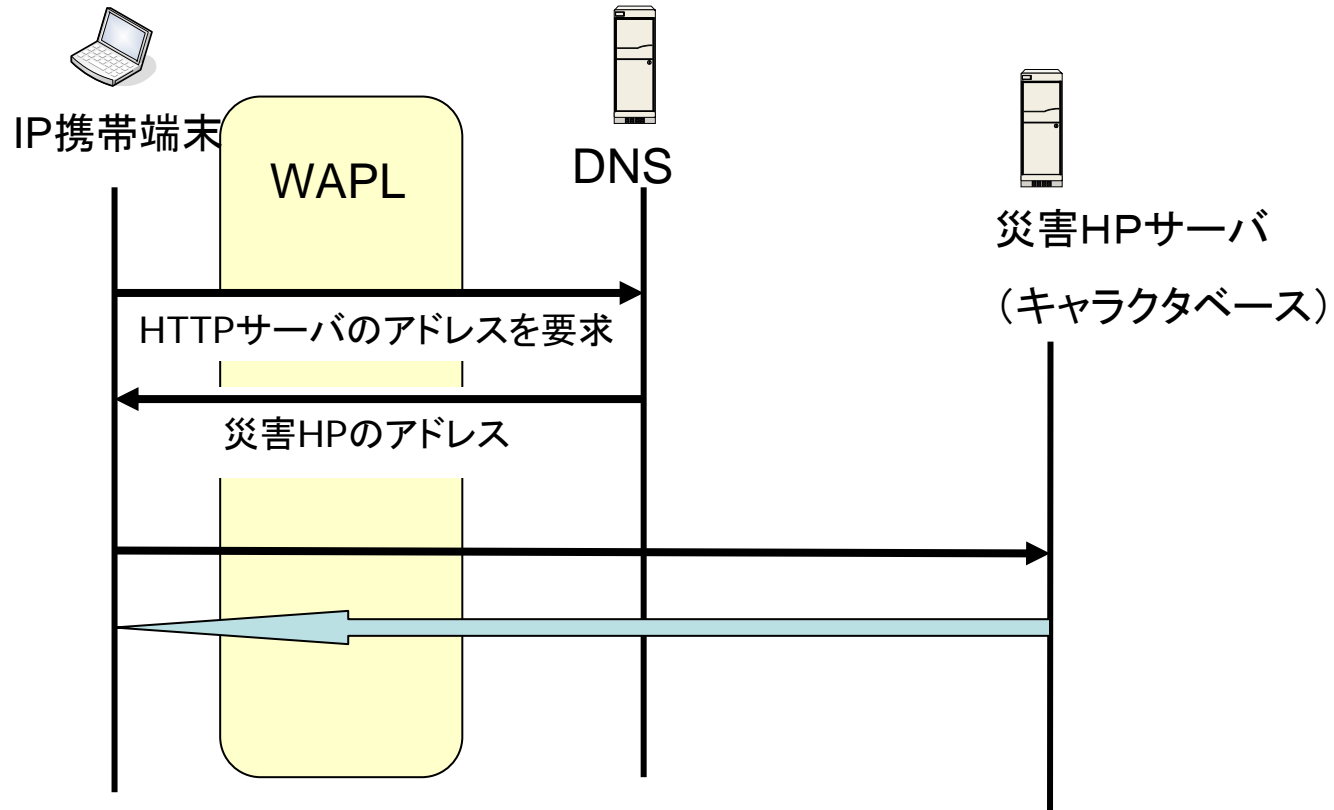 IP携帯端末
WAPL
DNS
災害HPサーバ
（キャラクタベース）
HTTPサーバのアドレスを要求
災害HPのアドレス